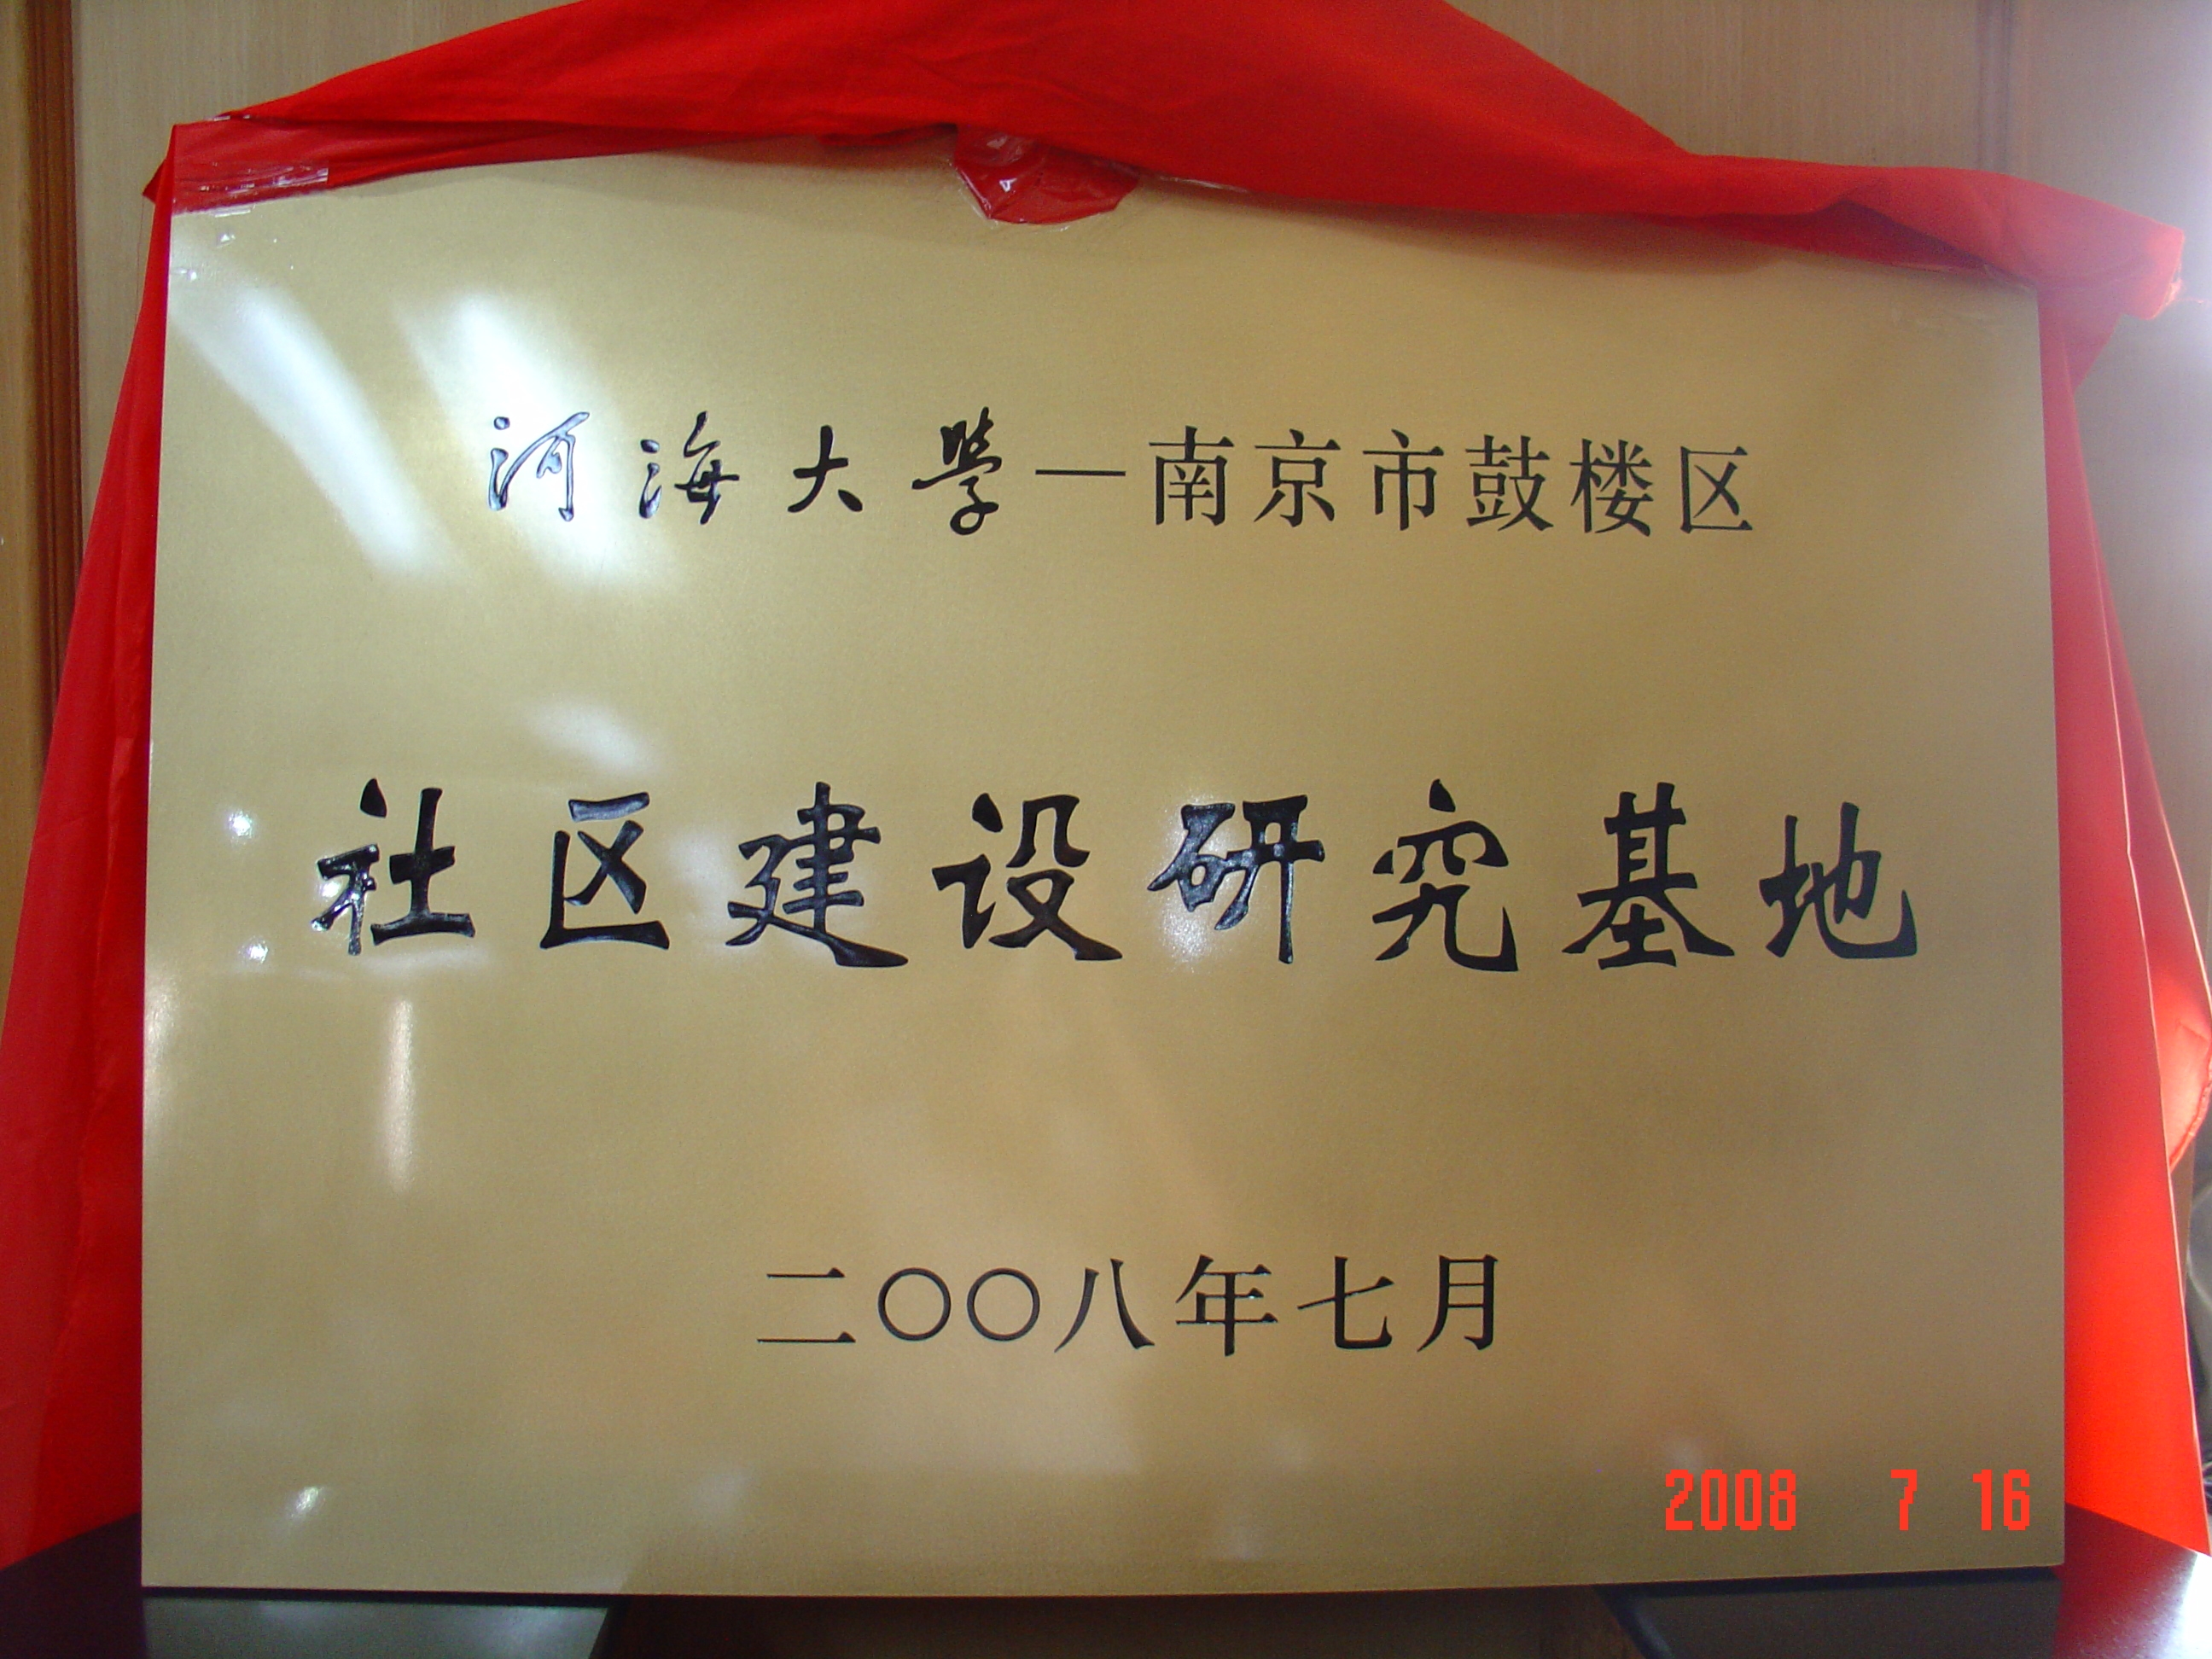 河海大學—南京市鼓楼区
社区建设研究基地
二〇〇八年七月
2008 7 16